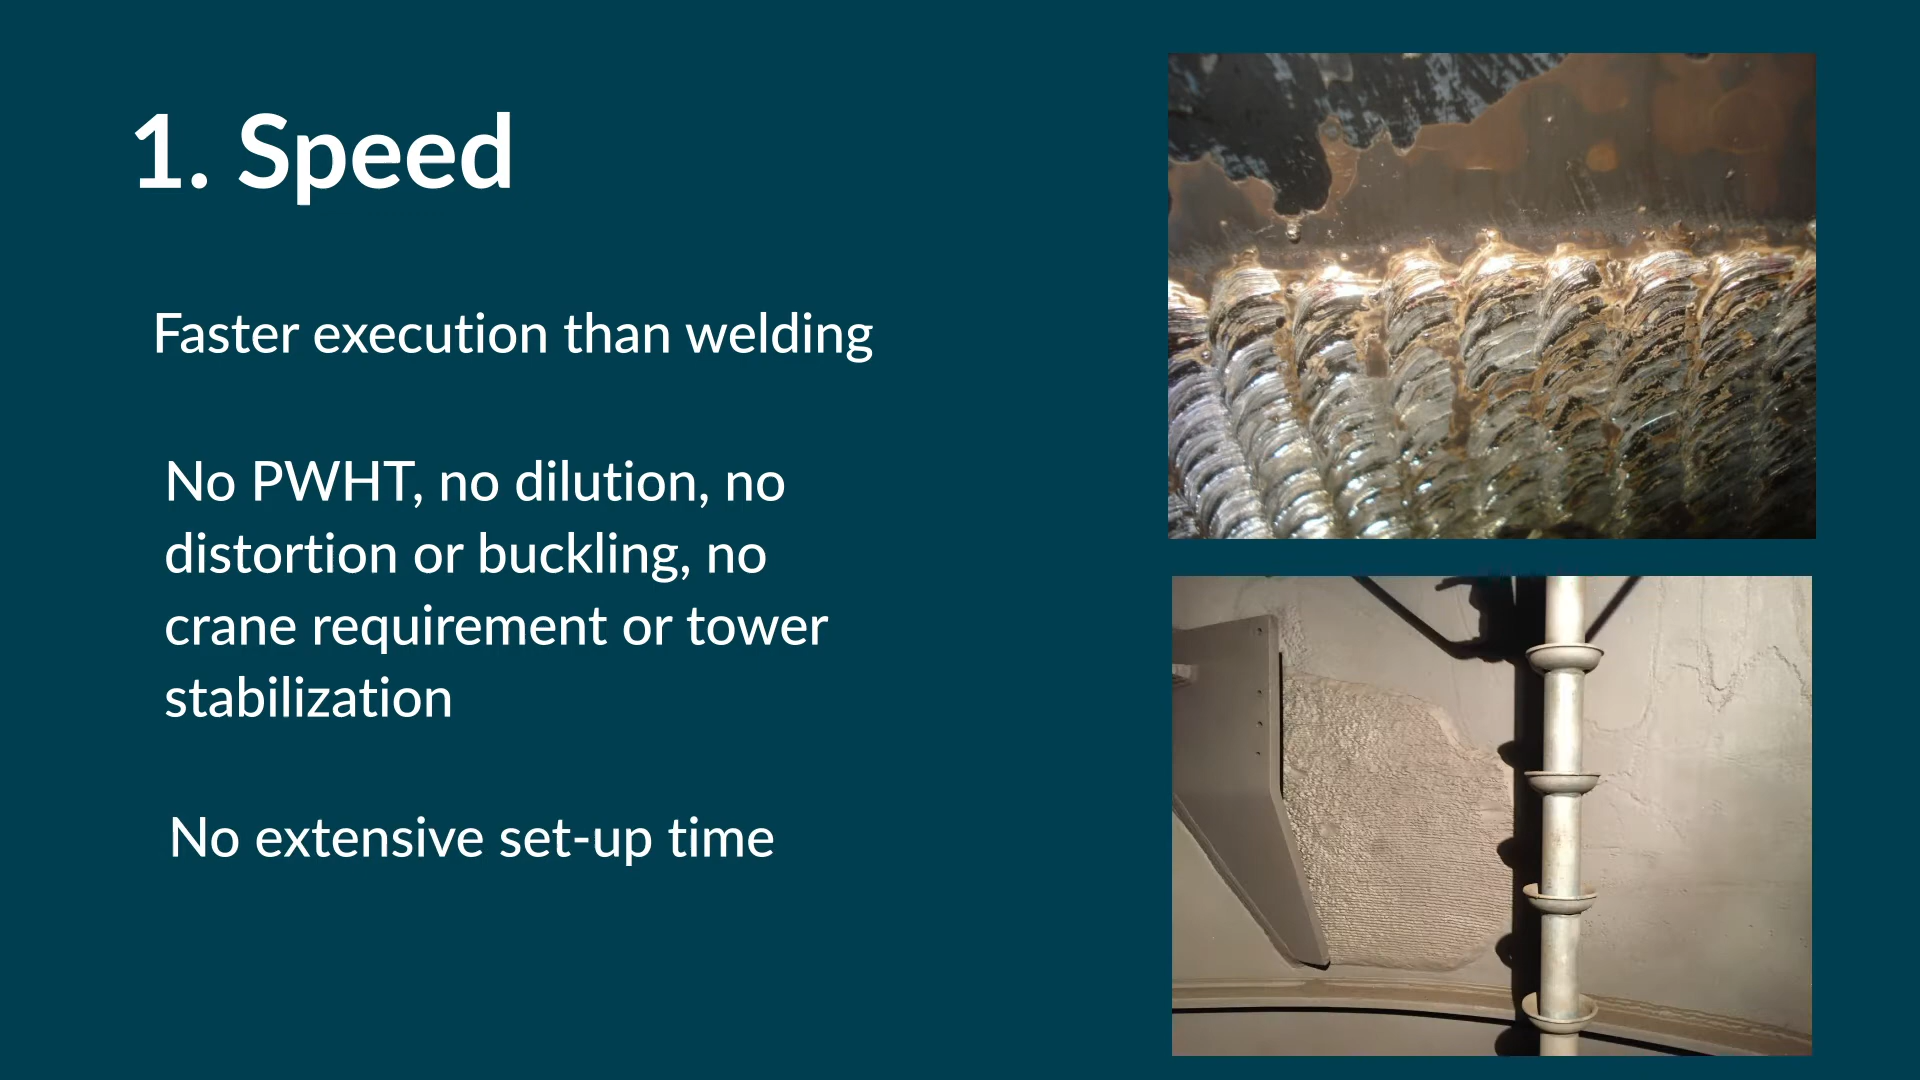 1. Speed
Faster execution than welding
No PWHT, no dilution, no
distortion or buckling, no
crane requirement or tower
stabilization
No extensive set-up time